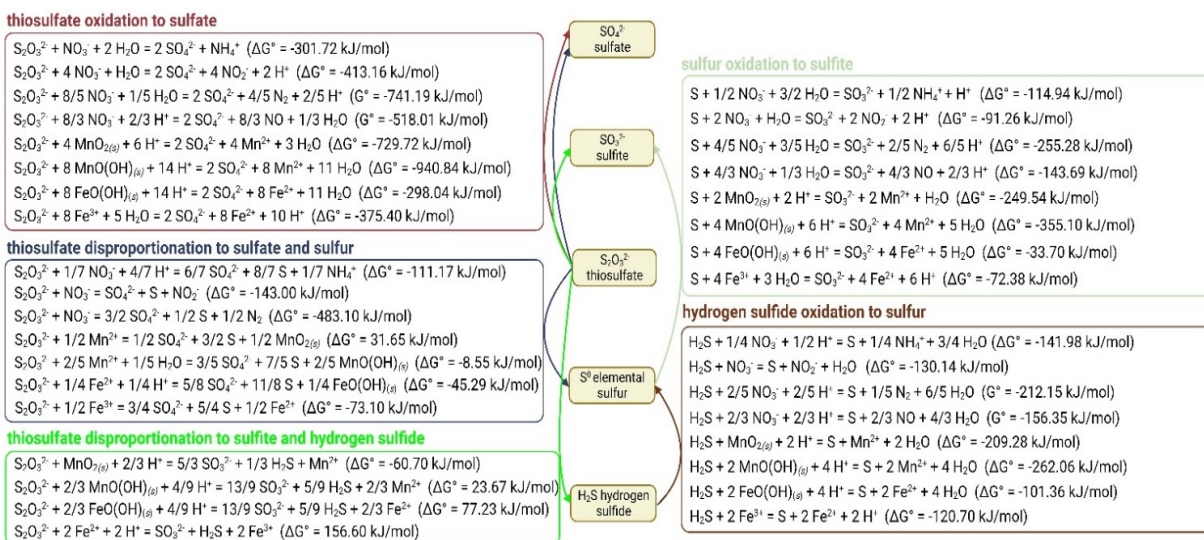 thiosulfate oxidation to sulfate
S₂O₃²⁻ + NO₃⁻ + 2 H₂O = 2 SO₄²⁻ + NH₄⁺ (ΔG° = -301.72 kJ/mol)
S₂O₃²⁻ + 4 NO₃⁻ + H₂O = 2 SO₄²⁻ + 4 NO₂⁻ + 2 H⁺ (ΔG° = -413.16 kJ/mol)
S₂O₃²⁻ + 8/5 NO₃⁻ + 1/5 H₂O = 2 SO₄²⁻ + 4/5 N₂ + 2/5 H⁺ (G° = -741.19 kJ/mol)
S₂O₃²⁻ + 8/3 NO₃⁻ + 2/3 H⁺ = 2 SO₄²⁻ + 8/3 NO + 1/3 H₂O (G° = -518.01 kJ/mol)
S₂O₃²⁻ + 4 MnO₂₍ₛ₎ + 6 H⁺ = 2 SO₄²⁻ + 4 Mn²⁺ + 3 H₂O (ΔG° = -729.72 kJ/mol)
S₂O₃²⁻ + 8 MnO(OH)₍ₛ₎ + 14 H⁺ = 2 SO₄²⁻ + 8 Mn²⁺ + 11 H₂O (ΔG° = -940.84 kJ/mol)
S₂O₃²⁻ + 8 FeO(OH)₍ₛ₎ + 14 H⁺ = 2 SO₄²⁻ + 8 Fe²⁺ + 11 H₂O (ΔG° = -298.04 kJ/mol)
S₂O₃²⁻ + 8 Fe³⁺ + 5 H₂O = 2 SO₄²⁻ + 8 Fe²⁺ + 10 H⁺ (ΔG° = -375.40 kJ/mol)
thiosulfate disproportionation to sulfate and sulfur
S₂O₃²⁻ + 1/7 NO₃⁻ + 4/7 H⁺ = 6/7 SO₄²⁻ + 8/7 S + 1/7 NH₄⁺ (ΔG° = -111.17 kJ/mol)
S₂O₃²⁻ + NO₃⁻ = SO₄²⁻ + S + NO₂⁻ (ΔG° = -143.00 kJ/mol)
S₂O₃²⁻ + NO₃⁻ = 3/2 SO₄²⁻ + 1/2 S + 1/2 N₂ (ΔG° = -483.10 kJ/mol)
S₂O₃²⁻ + 1/2 Mn²⁺ = 1/2 SO₄²⁻ + 3/2 S + 1/2 MnO₂₍ₛ₎ (ΔG° = 31.65 kJ/mol)
S₂O₃²⁻ + 2/5 Mn²⁺ + 1/5 H₂O = 3/5 SO₄²⁻ + 7/5 S + 2/5 MnO(OH)₍ₛ₎ (ΔG° = -8.55 kJ/mol)
S₂O₃²⁻ + 1/4 Fe²⁺ + 1/4 H⁺ = 5/8 SO₄²⁻ + 11/8 S + 1/4 FeO(OH)₍ₛ₎ (ΔG° = -45.29 kJ/mol)
S₂O₃²⁻ + 1/2 Fe³⁺ = 3/4 SO₄²⁻ + 5/4 S + 1/2 Fe²⁺ (ΔG° = -73.10 kJ/mol)
thiosulfate disproportionation to sulfite and hydrogen sulfide
S₂O₃²⁻ + MnO₂₍ₛ₎ + 2/3 H⁺ = 5/3 SO₃²⁻ + 1/3 H₂S + Mn²⁺ (ΔG° = -60.70 kJ/mol)
S₂O₃²⁻ + 2/3 MnO(OH)₍ₛ₎ + 4/9 H⁺ = 13/9 SO₃²⁻ + 5/9 H₂S + 2/3 Mn²⁺ (ΔG° = 23.67 kJ/mol)
S₂O₃²⁻ + 2/3 FeO(OH)₍ₛ₎ + 4/9 H⁺ = 13/9 SO₃²⁻ + 5/9 H₂S + 2/3 Fe²⁺ (ΔG° = 77.23 kJ/mol)
S₂O₃²⁻ + 2 Fe²⁺ + 2 H⁺ = SO₃²⁻ + H₂S + 2 Fe³⁺ (ΔG° = 156.60 kJ/mol)
SO₄²⁻
sulfate
SO₃²⁻
sulfite
S₂O₃²⁻
thiosulfate
S⁰ elemental
sulfur
H₂S hydrogen
sulfide
sulfur oxidation to sulfite
S + 1/2 NO₃⁻ + 3/2 H₂O = SO₃²⁻ + 1/2 NH₄⁺ + H⁺ (ΔG° = -114.94 kJ/mol)
S + 2 NO₃⁻ + H₂O = SO₃²⁻ + 2 NO₂⁻ + 2 H⁺ (ΔG° = -91.26 kJ/mol)
S + 4/5 NO₃⁻ + 3/5 H₂O = SO₃²⁻ + 2/5 N₂ + 6/5 H⁺ (ΔG° = -255.28 kJ/mol)
S + 4/3 NO₃⁻ + 1/3 H₂O = SO₃²⁻ + 4/3 NO + 2/3 H⁺ (ΔG° = -143.69 kJ/mol)
S + 2 MnO₂₍ₛ₎ + 2 H⁺ = SO₃²⁻ + 2 Mn²⁺ + H₂O (ΔG° = -249.54 kJ/mol)
S + 4 MnO(OH)₍ₛ₎ + 6 H⁺ = SO₃²⁻ + 4 Mn²⁺ + 5 H₂O (ΔG° = -355.10 kJ/mol)
S + 4 FeO(OH)₍ₛ₎ + 6 H⁺ = SO₃²⁻ + 4 Fe²⁺ + 5 H₂O (ΔG° = -33.70 kJ/mol)
S + 4 Fe³⁺ + 3 H₂O = SO₃²⁻ + 4 Fe²⁺ + 6 H⁺ (ΔG° = -72.38 kJ/mol)
hydrogen sulfide oxidation to sulfur
H₂S + 1/4 NO₃⁻ + 1/2 H⁺ = S + 1/4 NH₄⁺ + 3/4 H₂O (ΔG° = -141.98 kJ/mol)
H₂S + NO₃⁻ = S + NO₂⁻ + H₂O (ΔG° = -130.14 kJ/mol)
H₂S + 2/5 NO₃⁻ + 2/5 H⁺ = S + 1/5 N₂ + 6/5 H₂O (G° = -212.15 kJ/mol)
H₂S + 2/3 NO₃⁻ + 2/3 H⁺ = S + 2/3 NO + 4/3 H₂O (G° = -156.35 kJ/mol)
H₂S + MnO₂₍ₛ₎ + 2 H⁺ = S + Mn²⁺ + 2 H₂O (ΔG° = -209.28 kJ/mol)
H₂S + 2 MnO(OH)₍ₛ₎ + 4 H⁺ = S + 2 Mn²⁺ + 4 H₂O (ΔG° = -262.06 kJ/mol)
H₂S + 2 FeO(OH)₍ₛ₎ + 4 H⁺ = S + 2 Fe²⁺ + 4 H₂O (ΔG° = -101.36 kJ/mol)
H₂S + 2 Fe³⁺ = S + 2 Fe²⁺ + 2 H⁺ (ΔG° = -120.70 kJ/mol)